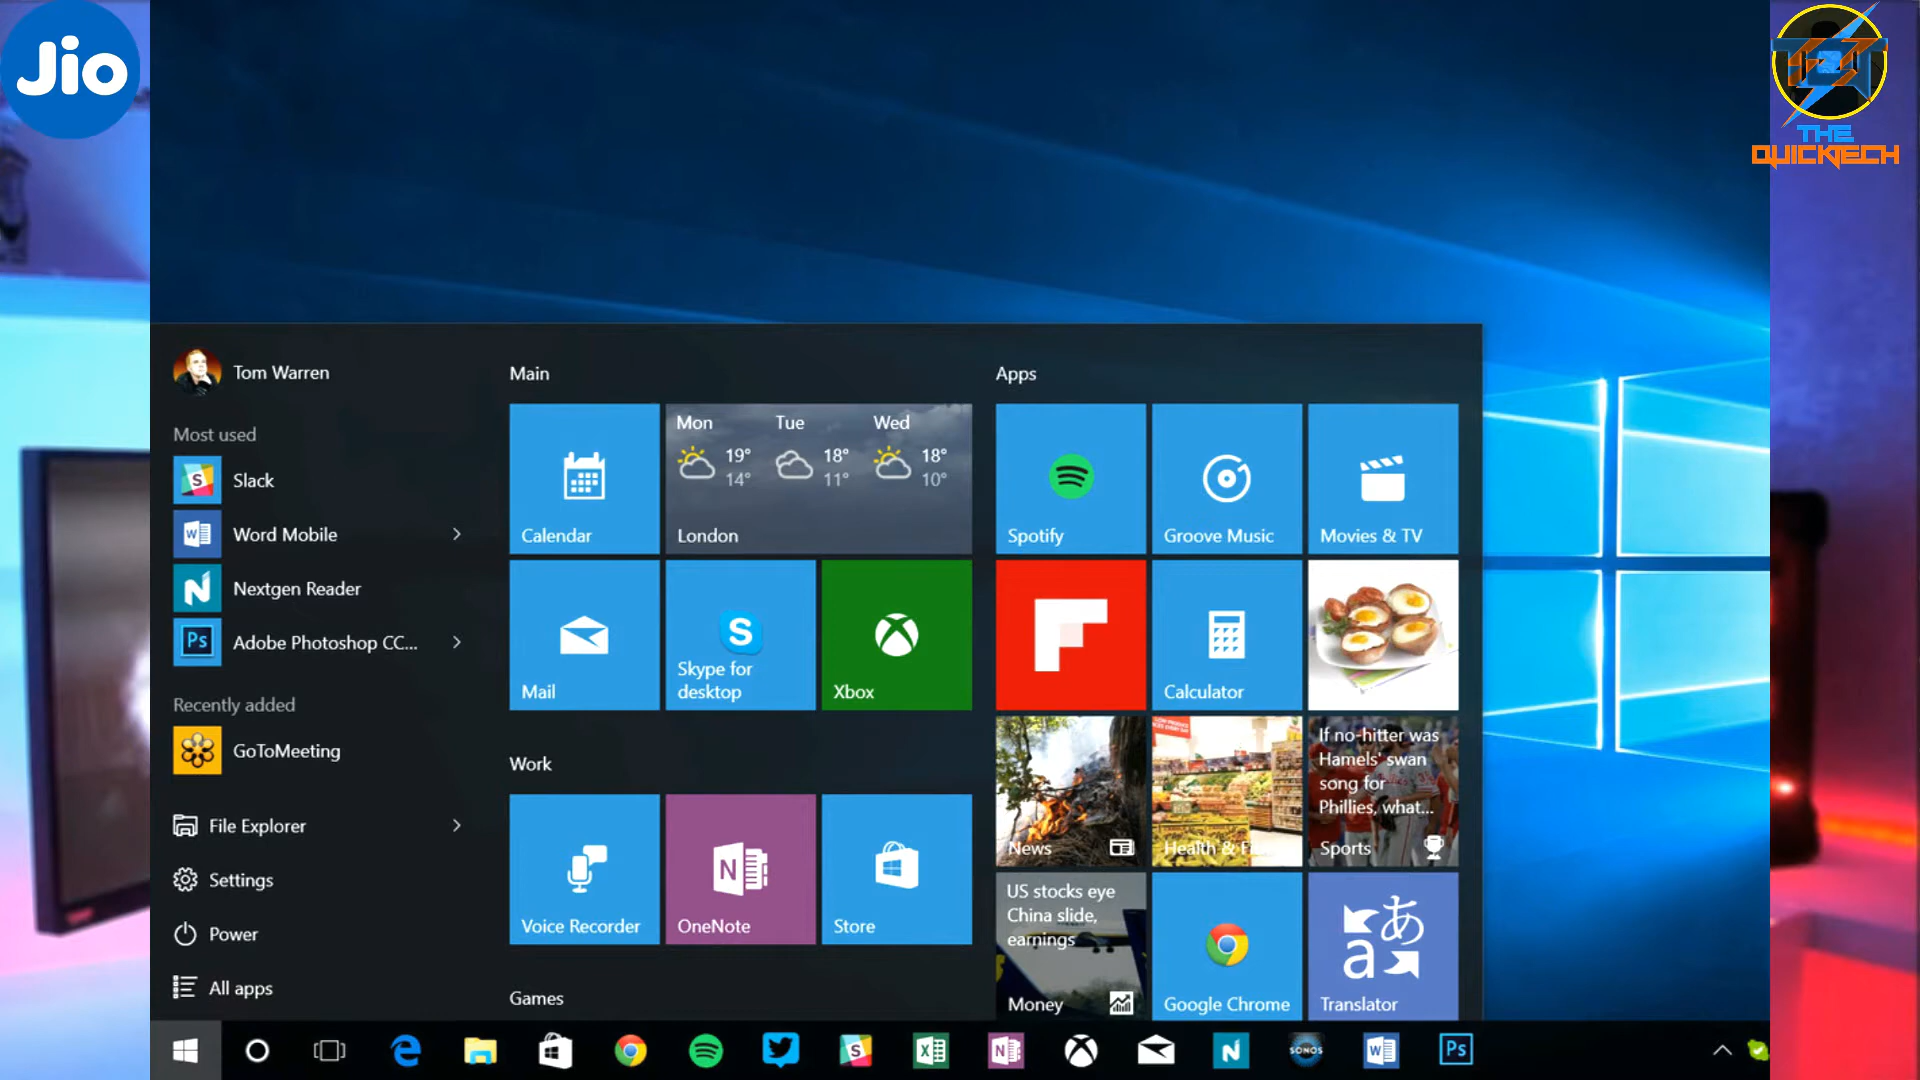 Jio
THE
QUICKTECH
Tom Warren
Most used
Slack
Word Mobile
Nextgen Reader
Adobe Photoshop CC...
Recently added
GoToMeeting
File Explorer
Settings
Power
All apps
Main
Calendar
Mon Tue Wed
19° 18° 18°
14° 11° 10°
London
Mail
Skype for
desktop
Xbox
Work
Voice Recorder
OneNote
Store
Games
Apps
Spotify
Groove Music
Movies & TV
Calculator
News
Health &
If no-hitter was
Hamels' swan
song for
Phillies, what...
Sports
US stocks eye
China slide,
earnings
Money
Google Chrome
Translator
SONOS
Ps